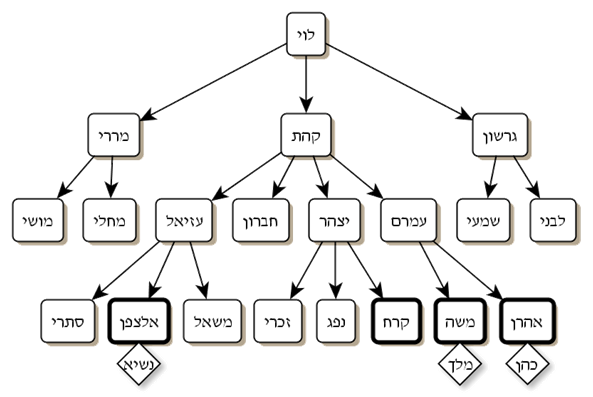 לוי
גרשון
קהת
מררי
לבני
שמעי
עמרם
יצהר
חברון
עזיאל
מחלי
מושי
אהרן
משה
קרח
נפג
זכרי
משאל
אלצפן
סתרי
כהן
מלך
נשיא